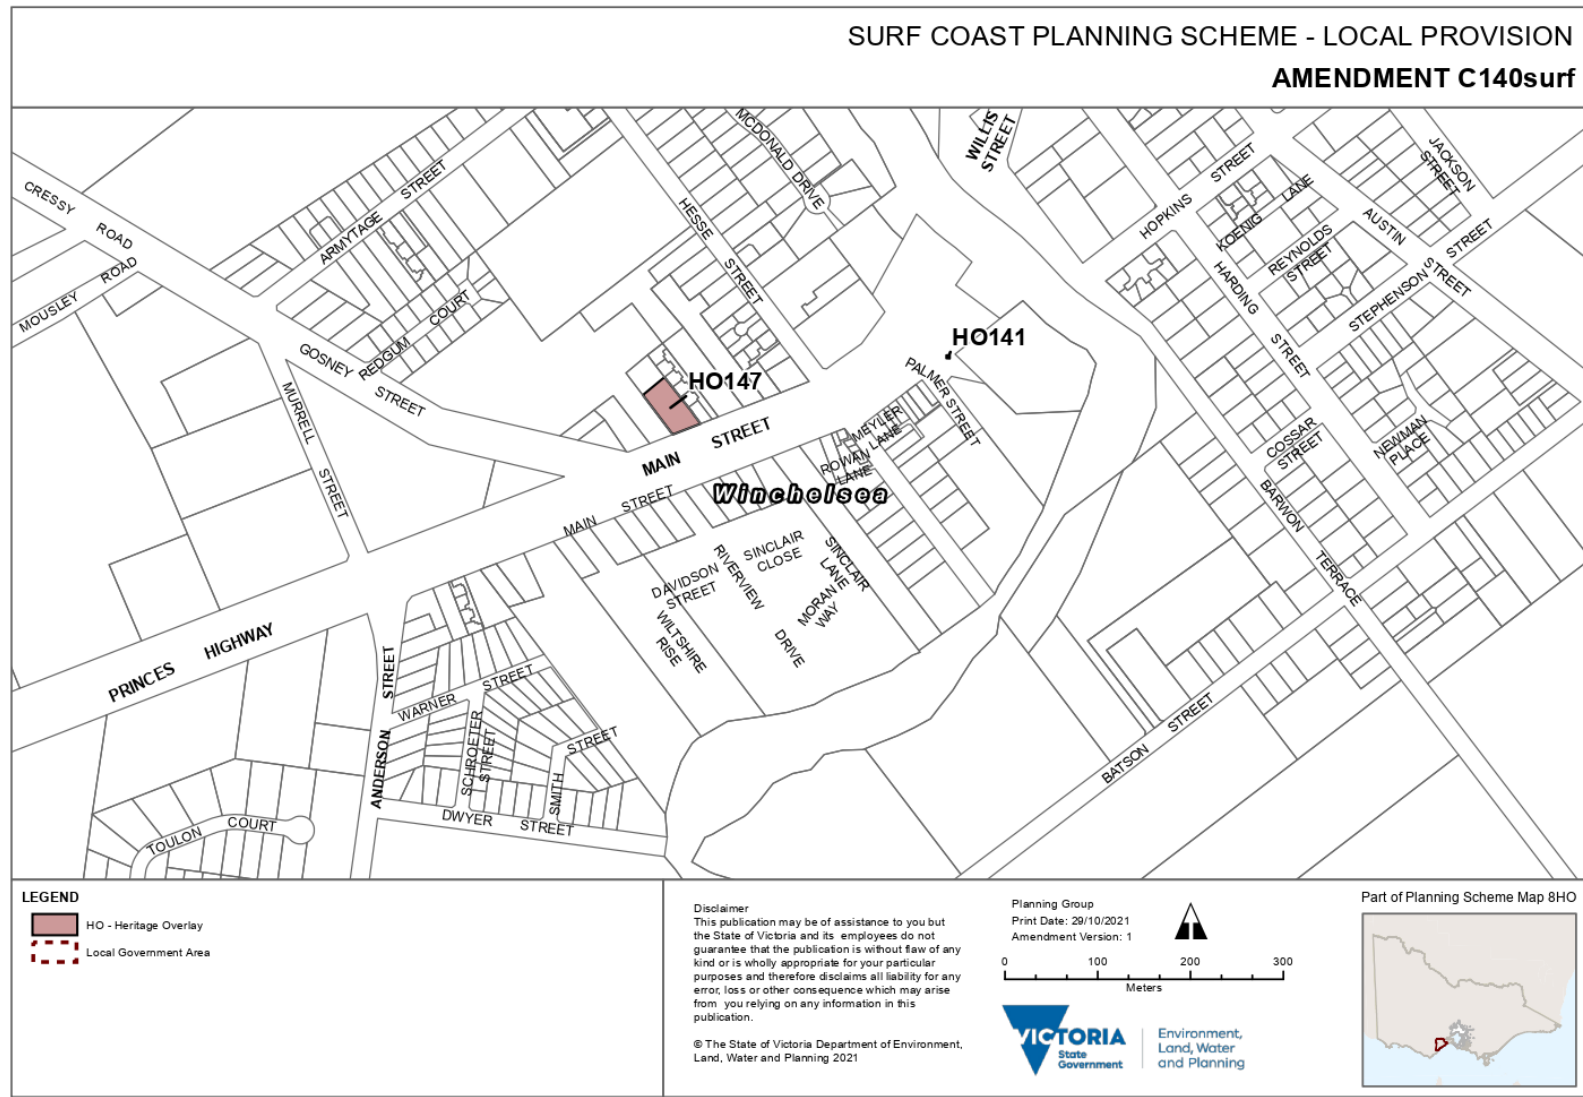 SURF COAST PLANNING SCHEME - LOCAL PROVISION
AMENDMENT C140surf
CRESSY
ROAD
MOUSLEY ROAD
ARMYTAGE STREET
REDGUM COURT
GOSNEY
STREET
MURRELL
STREET
HESSE
STREET
MCDONALD DRIVE
WILLIS
STREET
HOPKINS STREET
KOENIG LANE
REYNOLDS
STREET
AUSTIN
STREET
JACKSON
STREET
STEPHENSON STREET
HARDING
STREET
COSSAR
STREET
NEWMAN
PLACE
BARWON
TERRACE
BATSON STREET
HO141
HO147
PALMER STREET
MEYLER
LANE
ROWAN
LANE
MAIN STREET
MAIN STREET
Winchelsea
SINCLAIR
CLOSE
SINCLAIR
LANE
RIVERVIEW
DRIVE
DAVIDSON
STREET
WILTSHIRE
RISE
MORAN
WAY
PRINCES HIGHWAY
ANDERSON
STREET
WARNER STREET
SCHROETER
STREET
SMITH
STREET
DWYER STREET
TOULON COURT
LEGEND
HO - Heritage Overlay
Local Government Area
Disclaimer
This publication may be of assistance to you but
the State of Victoria and its employees do not
guarantee that the publication is without flaw of any
kind or is wholly appropriate for your particular
purposes and therefore disclaims all liability for any
error, loss or other consequence which may arise
from you relying on any information in this
publication.
© The State of Victoria Department of Environment,
Land, Water and Planning 2021
Planning Group
Print Date: 29/10/2021
Amendment Version: 1
0 100 200 300
Meters
VICTORIA
State
Government
Environment,
Land, Water
and Planning
Part of Planning Scheme Map 8HO